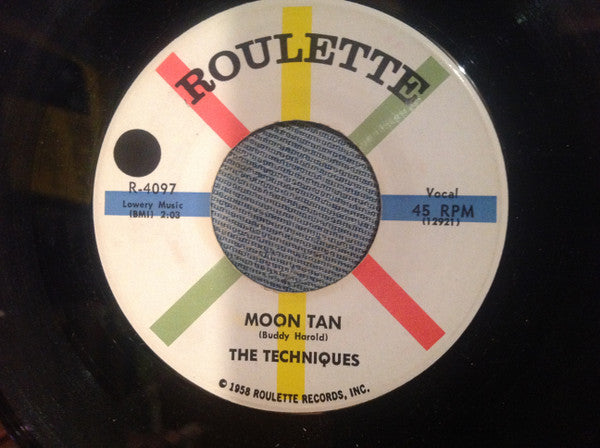 ROULETTE
R-4097
Lowery Music
(BMI) 2:03
Vocal
45 RPM
(12921)
MOON TAN
(Buddy Harold)
THE TECHNIQUES
© 1958 ROULETTE RECORDS, INC.